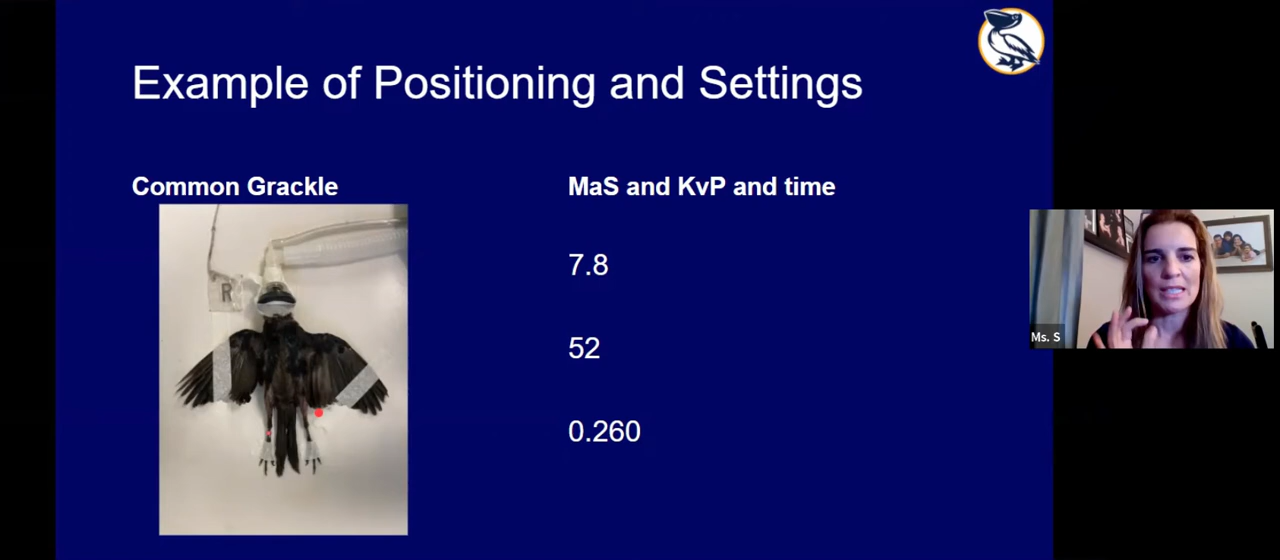 Example of Positioning and Settings
Common Grackle
MaS and KvP and time
R
7.8
52
0.260
Ms. S